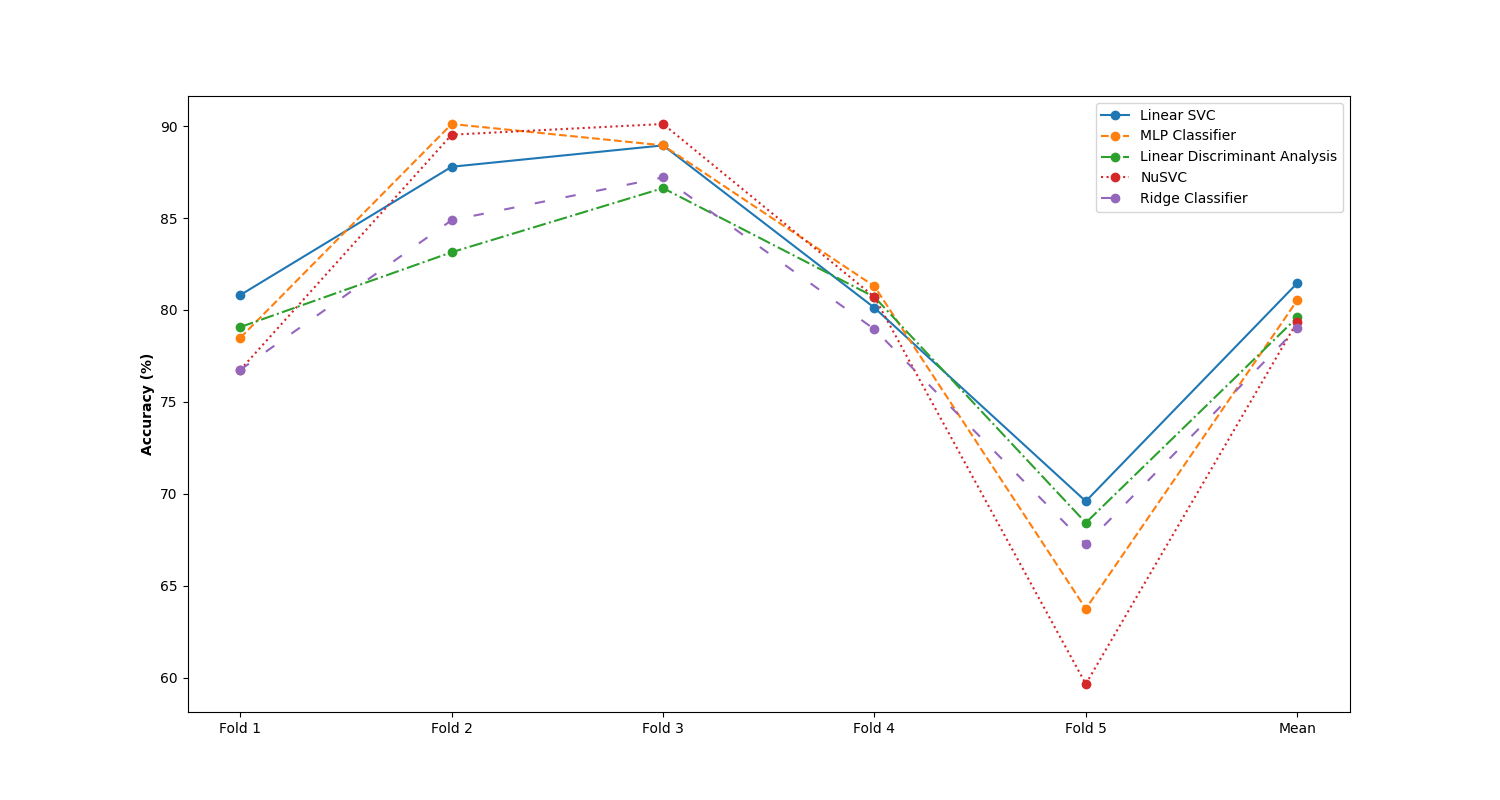 Linear SVC
MLP Classifier
Linear Discriminant Analysis
NuSVC
Ridge Classifier
Accuracy (%)
90
85
80
75
70
65
60
Fold 1 Fold 2 Fold 3 Fold 4 Fold 5 Mean